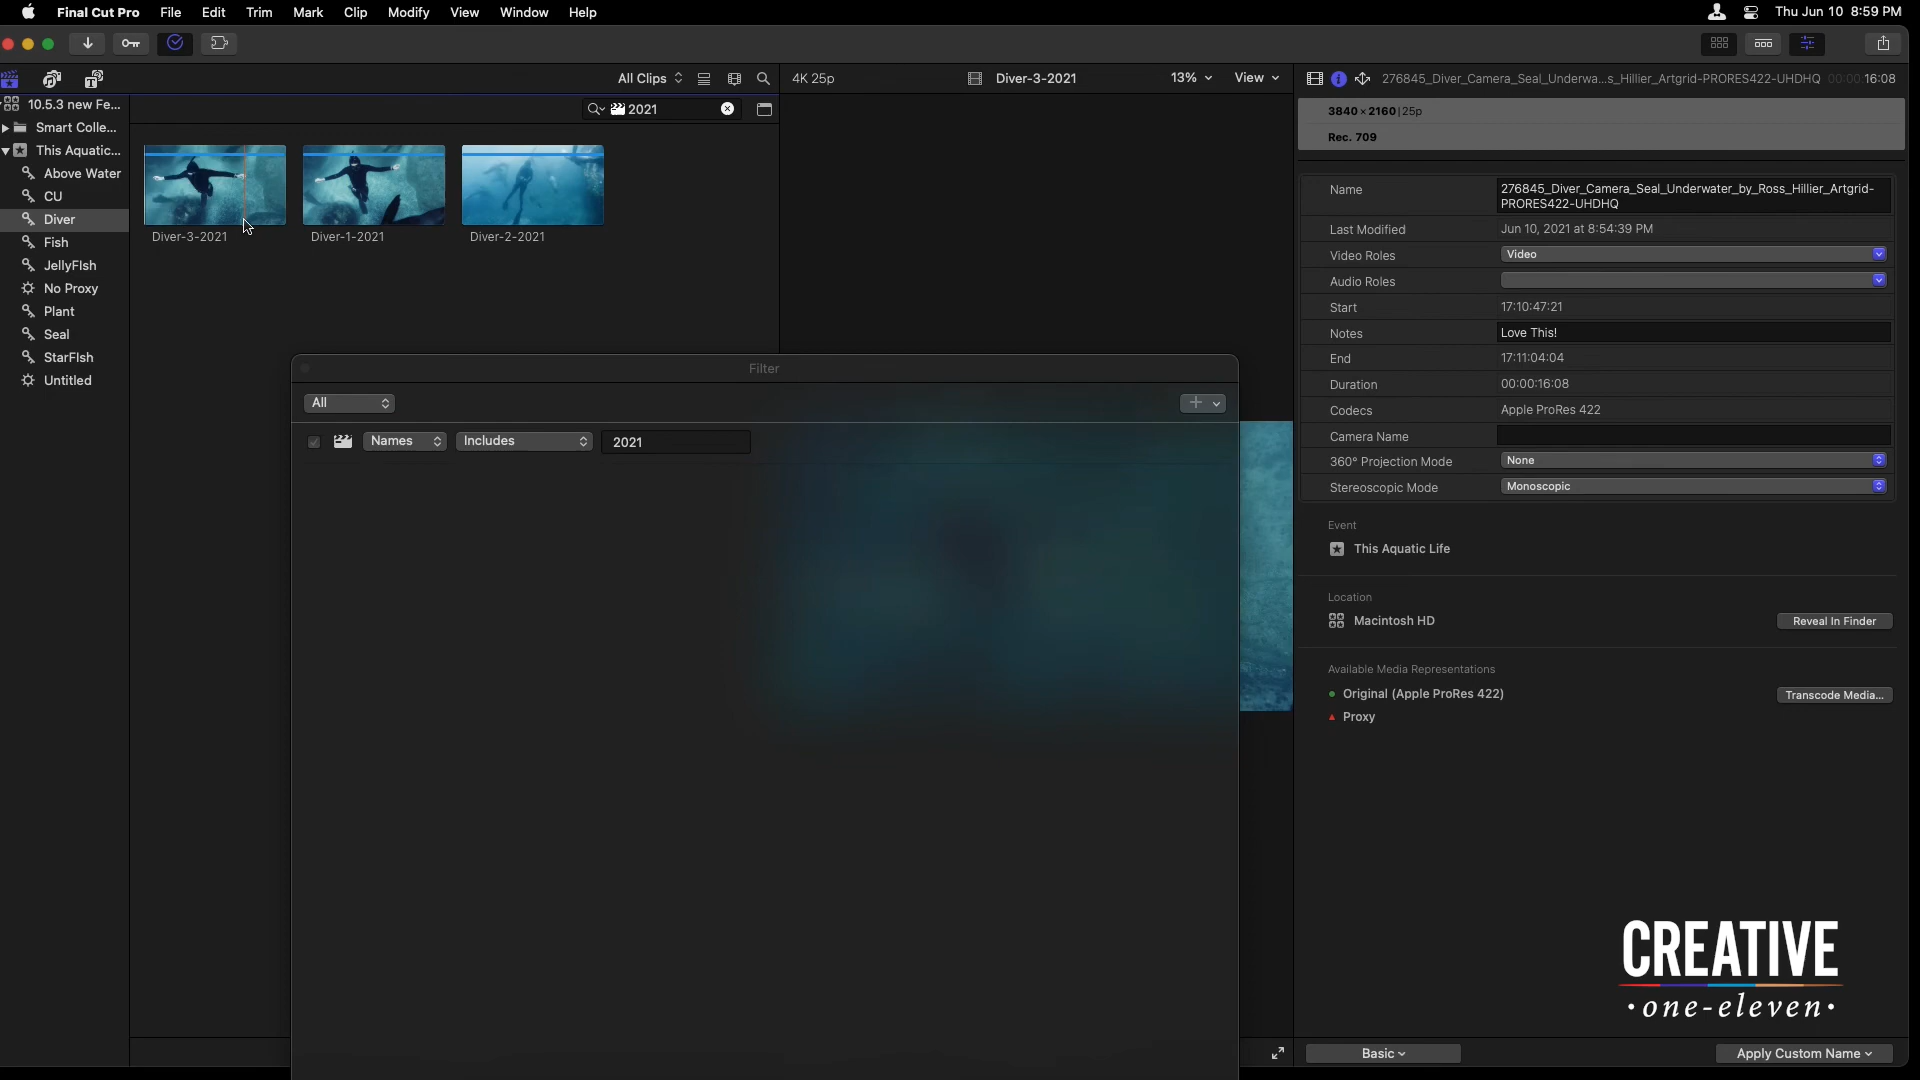 Final Cut Pro File Edit Trim Mark Clip Modify View Window Help Thu Jun 10 8:59 PM
All Clips 4K 25p Diver-3-2021 13% View 276845_Diver_Camera_Seal_Underwa...s_Hillier_Artgrid-PRORES422-UHDHQ 00:00:16:08
10.5.3 new Fe...
2021
Smart Colle...
This Aquatic...
Above Water
CU
Diver
Fish
JellyFIsh
No Proxy
Plant
Seal
StarFIsh
Untitled
Diver-3-2021 Diver-1-2021 Diver-2-2021
Filter
All
Names Includes 2021
3840 × 2160 | 25p
Rec. 709
Name 276845_Diver_Camera_Seal_Underwater_by_Ross_Hillier_Artgrid-
PRORES422-UHDHQ
Last Modified Jun 10, 2021 at 8:54:39 PM
Video Roles Video
Audio Roles
Start 17:10:47:21
Notes Love This!
End 17:11:04:04
Duration 00:00:16:08
Codecs Apple ProRes 422
Camera Name
360° Projection Mode None
Stereoscopic Mode Monoscopic
Event
This Aquatic Life
Location
Macintosh HD Reveal In Finder
Available Media Representations
Original (Apple ProRes 422) Transcode Media...
Proxy
CREATIVE
•one-eleven•
Basic Apply Custom Name